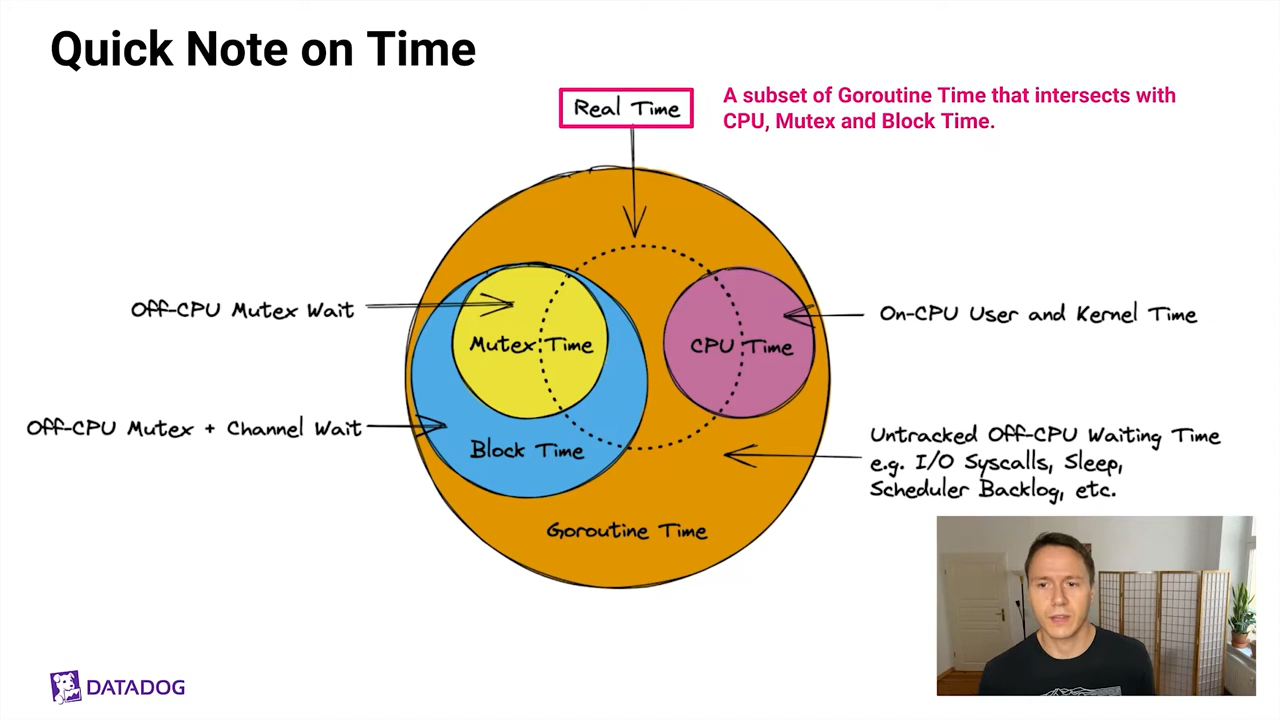 Quick Note on Time
Real Time
A subset of Goroutine Time that intersects with
CPU, Mutex and Block Time.
Off-CPU Mutex Wait
On-CPU User and Kernel Time
Mutex Time
CPU Time
Off-CPU Mutex + Channel Wait
Block Time
Untracked Off-CPU Waiting Time
e.g. I/O Syscalls, Sleep,
Scheduler Backlog, etc.
Goroutine Time
DATADOG